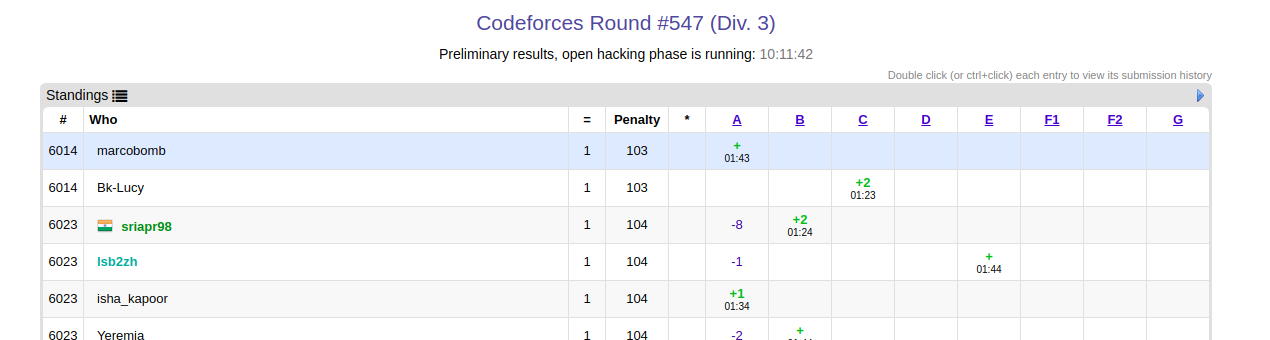 Codeforces Round #547 (Div. 3)
Preliminary results, open hacking phase is running: 10:11:42
Double click (or ctrl+click) each entry to view its submission history
Standings
# Who = Penalty * A B C D E F1 F2 G
6014 marcobomb 1 103 +
01:43
6014 Bk-Lucy 1 103 +2
01:23
6023 sriapr98 1 104 -8 +2
01:24
6023 lsb2zh 1 104 -1 +
01:44
6023 isha_kapoor 1 104 +1
01:34
6023 Yeremia 1 104 -2 +